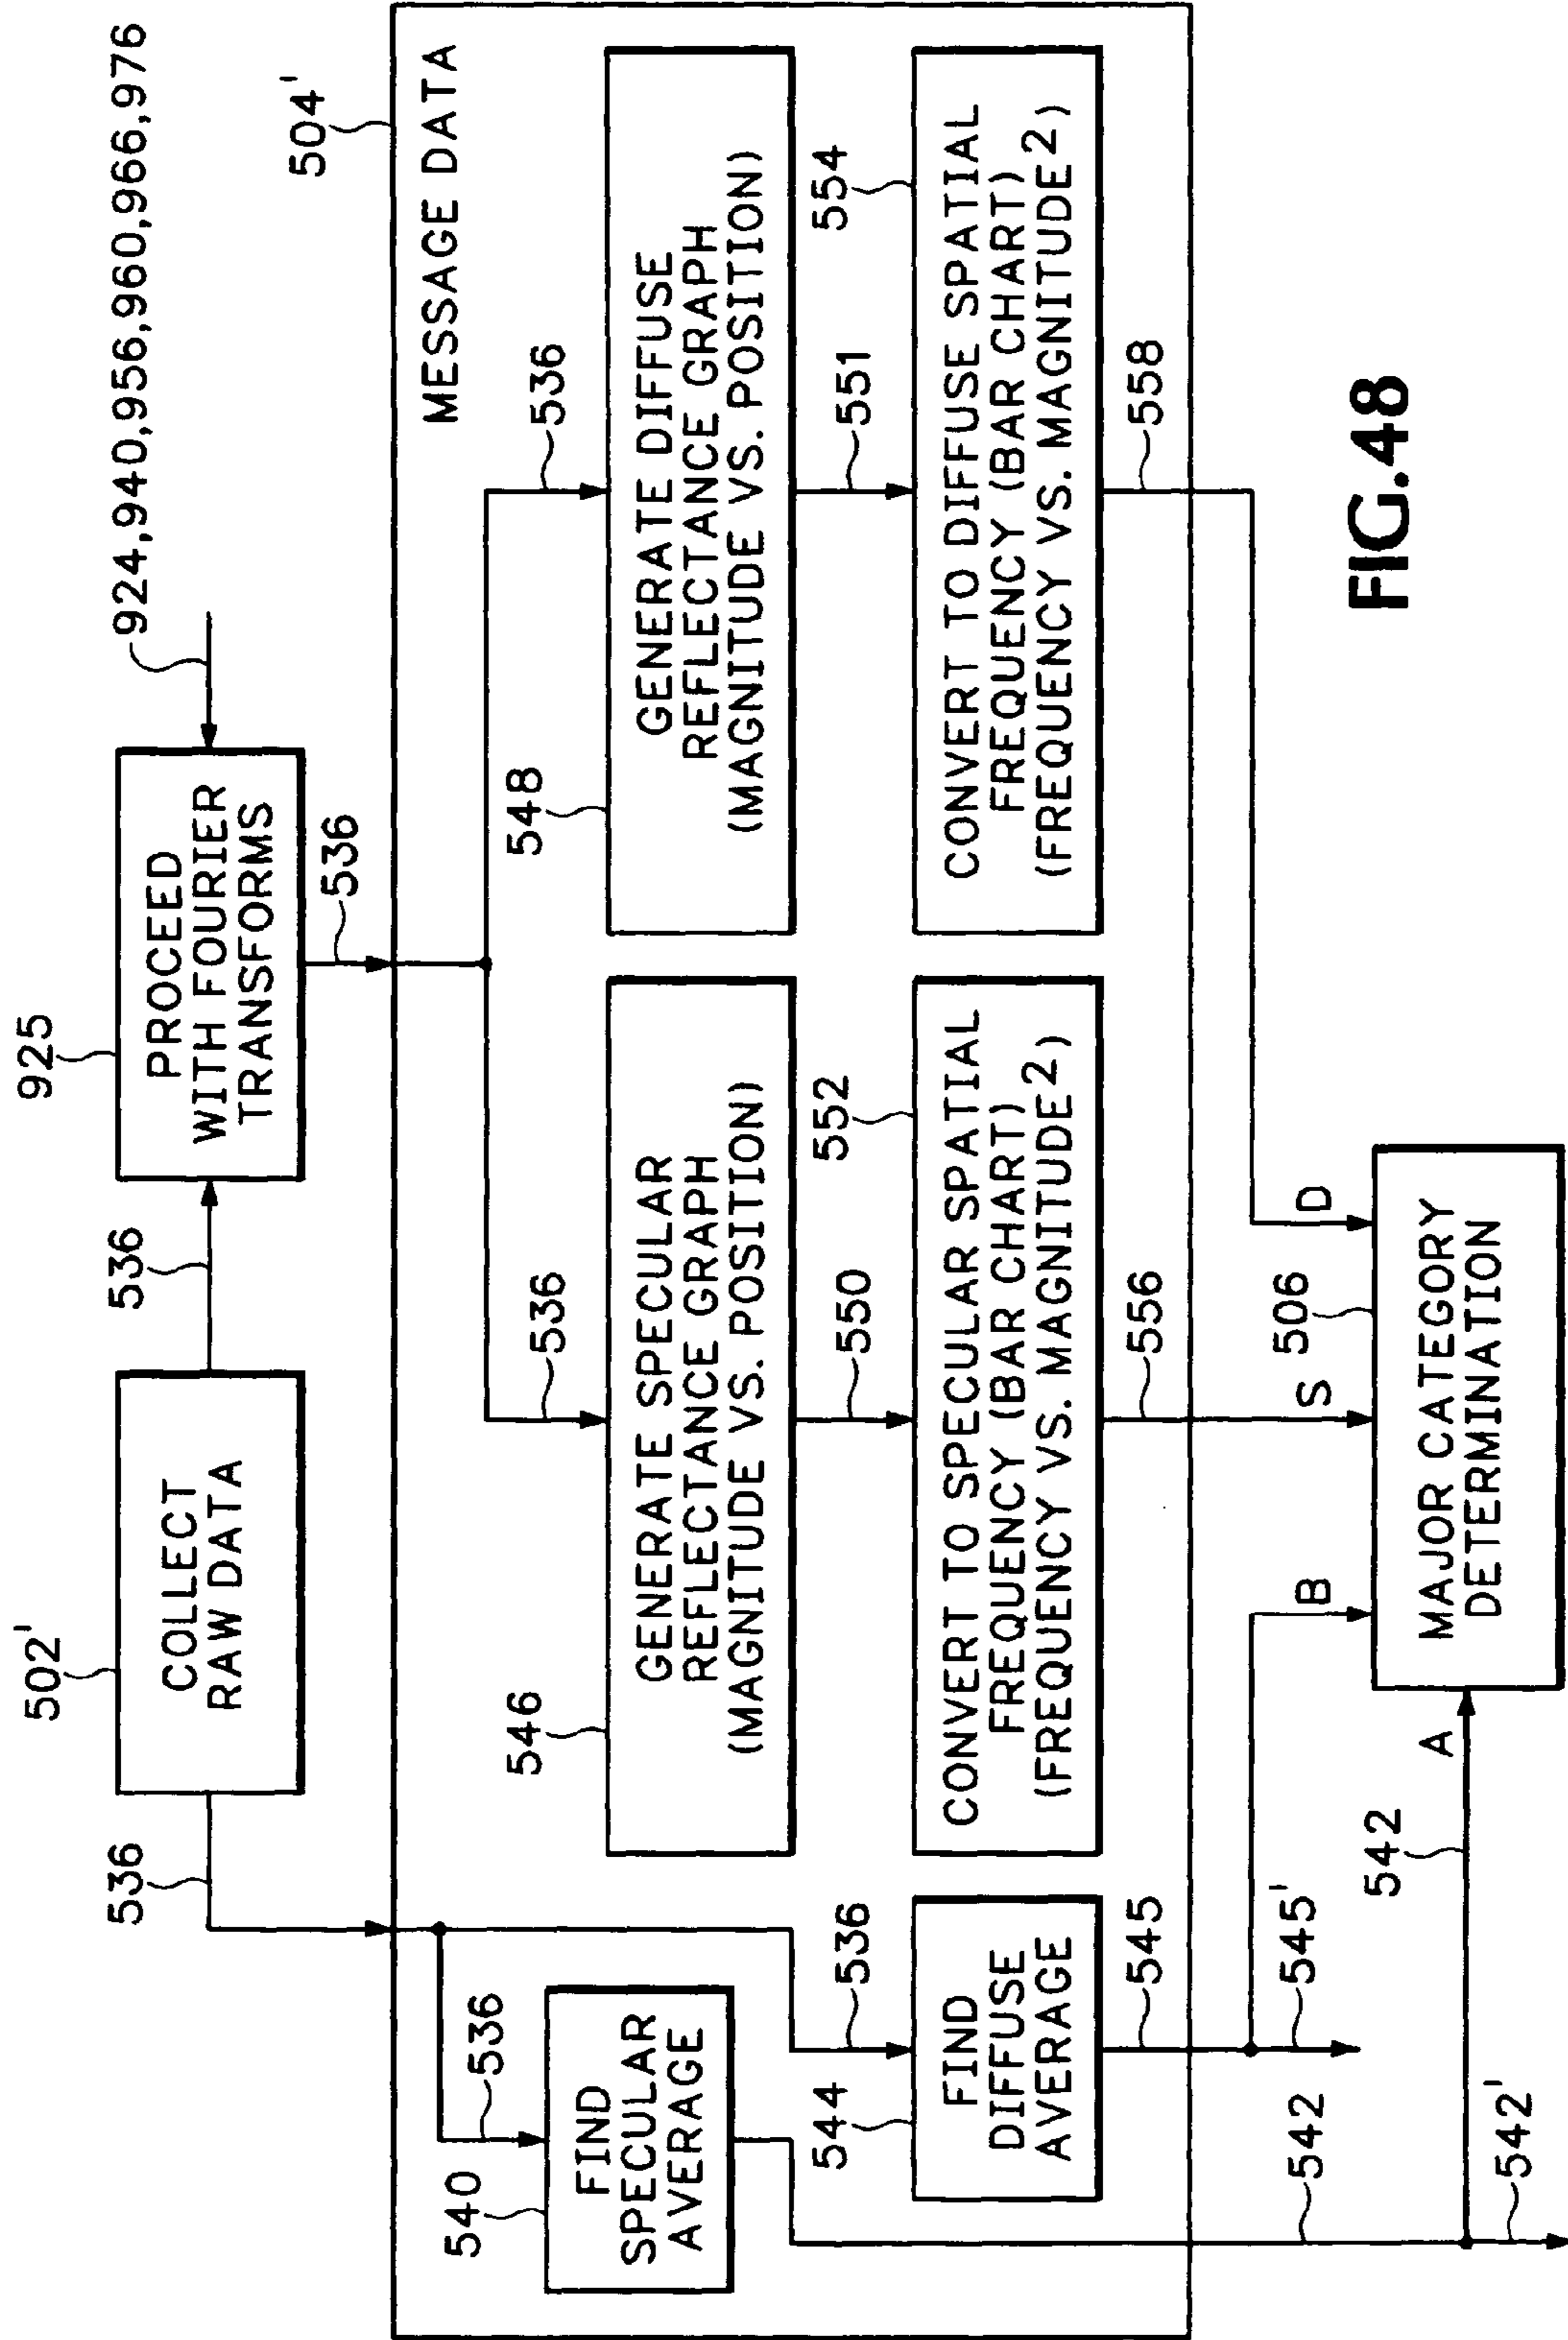 502'
COLLECT
RAW DATA
536
536
925
PROCEED
WITH FOURIER
TRANSFORMS
924,940,956,960,966,976
536
504'
MESSAGE DATA
540
FIND
SPECULAR
AVERAGE
536
544
FIND
DIFFUSE
AVERAGE
536
546
GENERATE SPECULAR
REFLECTANCE GRAPH
(MAGNITUDE VS. POSITION)
536
548
GENERATE DIFFUSE
REFLECTANCE GRAPH
(MAGNITUDE VS. POSITION)
536
550
551
552
CONVERT TO SPECULAR SPATIAL
FREQUENCY (BAR CHART)
(FREQUENCY VS. MAGNITUDE²)
554
CONVERT TO DIFFUSE SPATIAL
FREQUENCY (BAR CHART)
(FREQUENCY VS. MAGNITUDE²)
545
556
558
542
545'
B
S
506
D
542
A
MAJOR CATEGORY
DETERMINATION
542'
FIG.48